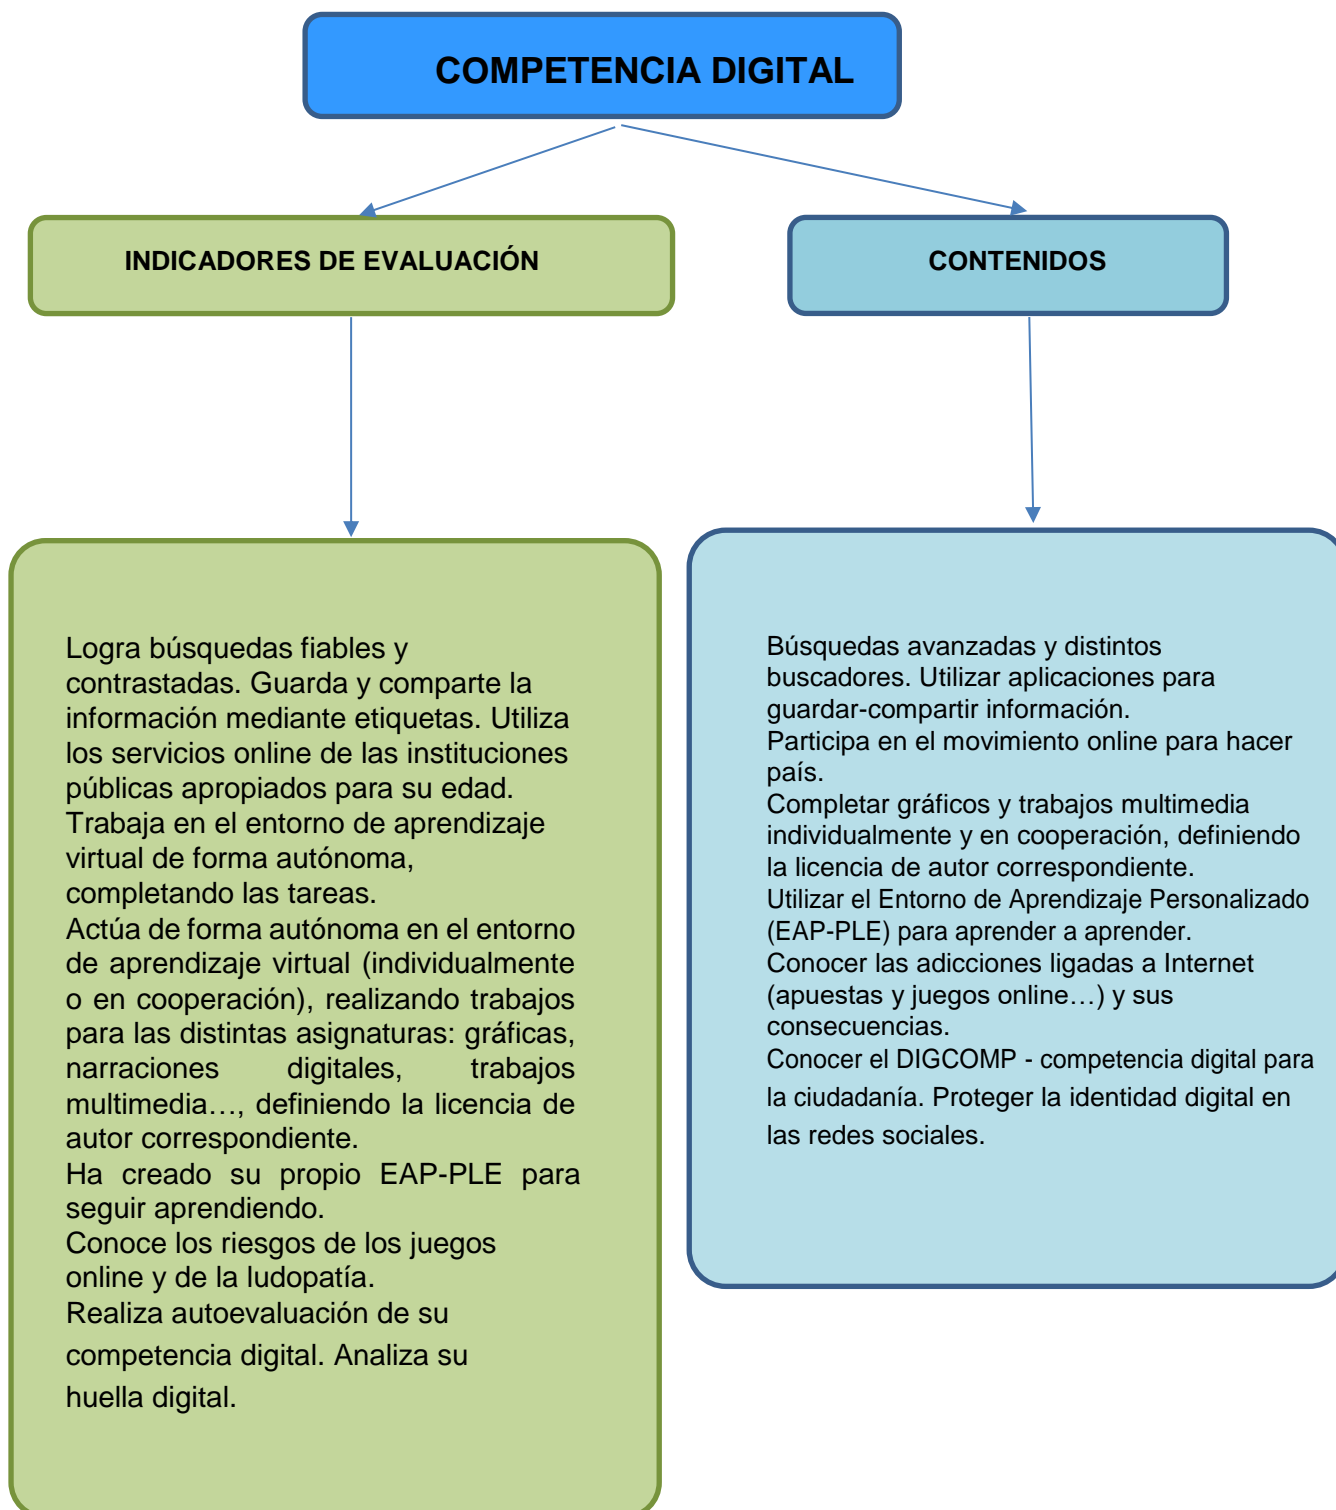 COMPETENCIA DIGITAL
INDICADORES DE EVALUACIÓN
CONTENIDOS
Logra búsquedas fiables y
contrastadas. Guarda y comparte la
información mediante etiquetas. Utiliza
los servicios online de las instituciones
públicas apropiados para su edad.
Trabaja en el entorno de aprendizaje
virtual de forma autónoma,
completando las tareas.
Actúa de forma autónoma en el entorno
de aprendizaje virtual (individualmente
o en cooperación), realizando trabajos
para las distintas asignaturas: gráficas,
narraciones digitales, trabajos
multimedia…, definiendo la licencia de
autor correspondiente.
Ha creado su propio EAP-PLE para
seguir aprendiendo.
Conoce los riesgos de los juegos
online y de la ludopatía.
Realiza autoevaluación de su
competencia digital. Analiza su
huella digital.
Búsquedas avanzadas y distintos
buscadores. Utilizar aplicaciones para
guardar-compartir información.
Participa en el movimiento online para hacer
país.
Completar gráficos y trabajos multimedia
individualmente y en cooperación, definiendo
la licencia de autor correspondiente.
Utilizar el Entorno de Aprendizaje Personalizado
(EAP-PLE) para aprender a aprender.
Conocer las adicciones ligadas a Internet
(apuestas y juegos online…) y sus
consecuencias.
Conocer el DIGCOMP - competencia digital para
la ciudadanía. Proteger la identidad digital en
las redes sociales.